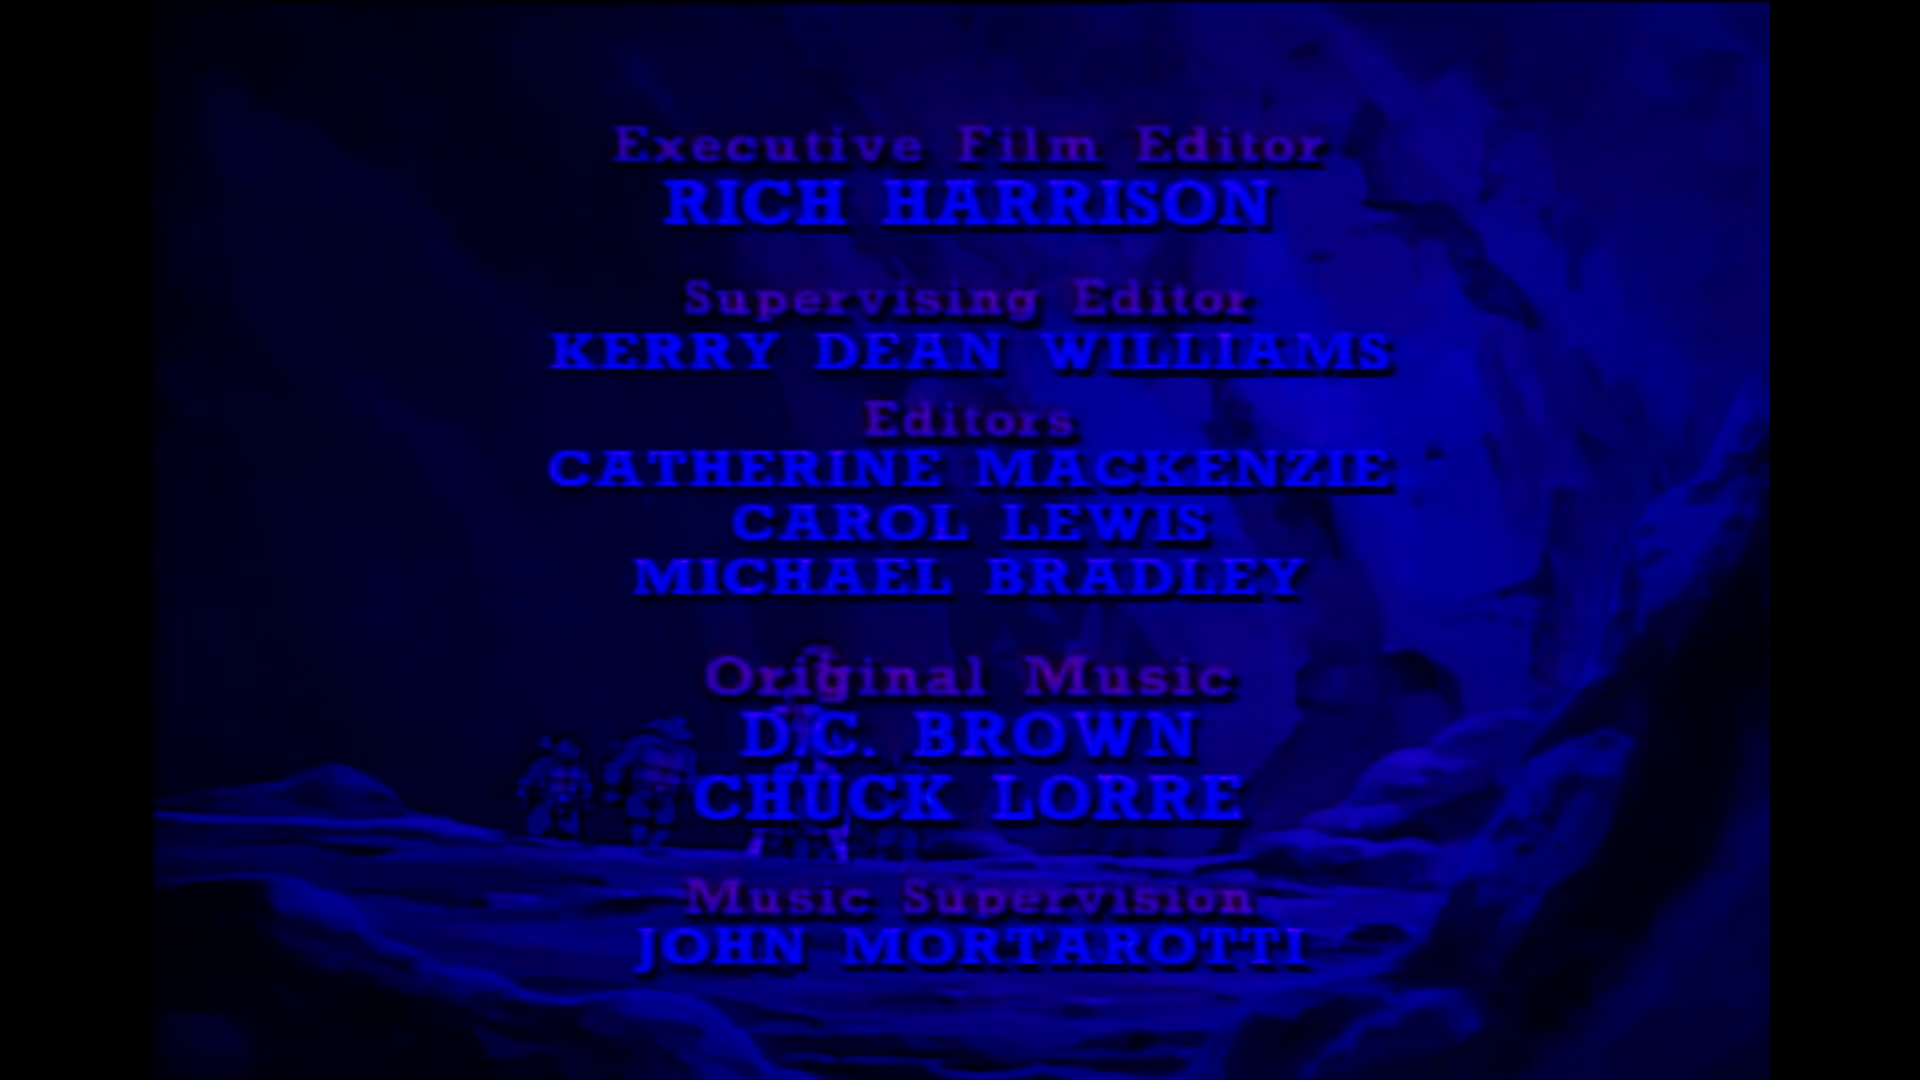 Executive Film Editor
RICH HARRISON
Supervising Editor
KERRY DEAN WILLIAMS
Editors
CATHERINE MACKENZIE
CAROL LEWIS
MICHAEL BRADLEY
Original Music
D.C. BROWN
CHUCK LORRE
Music Supervision
JOHN MORTAROTTI